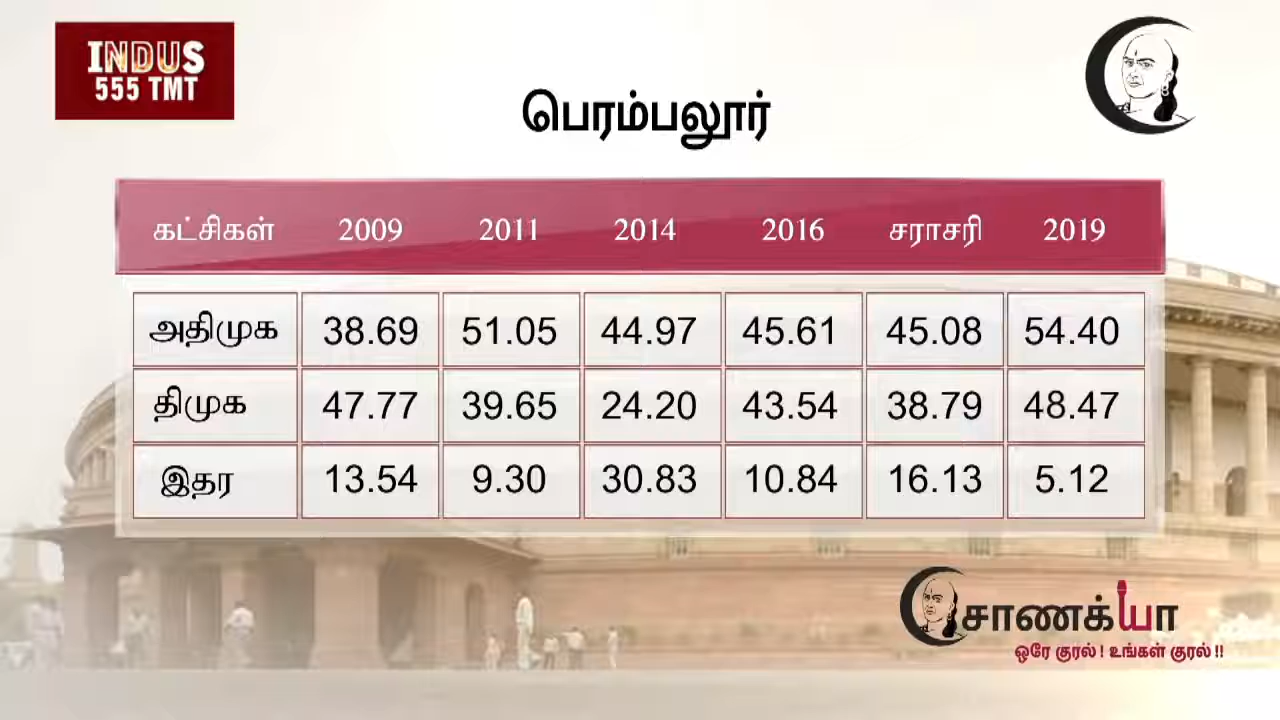 INDUS
555 TMT
பெரம்பலூர்
கட்சிகள் 2009 2011 2014 2016 சராசரி 2019
அதிமுக 38.69 51.05 44.97 45.61 45.08 54.40
திமுக 47.77 39.65 24.20 43.54 38.79 48.47
இதர 13.54 9.30 30.83 10.84 16.13 5.12
சாணக்யா
ஒரே குரல் ! உங்கள் குரல் !!